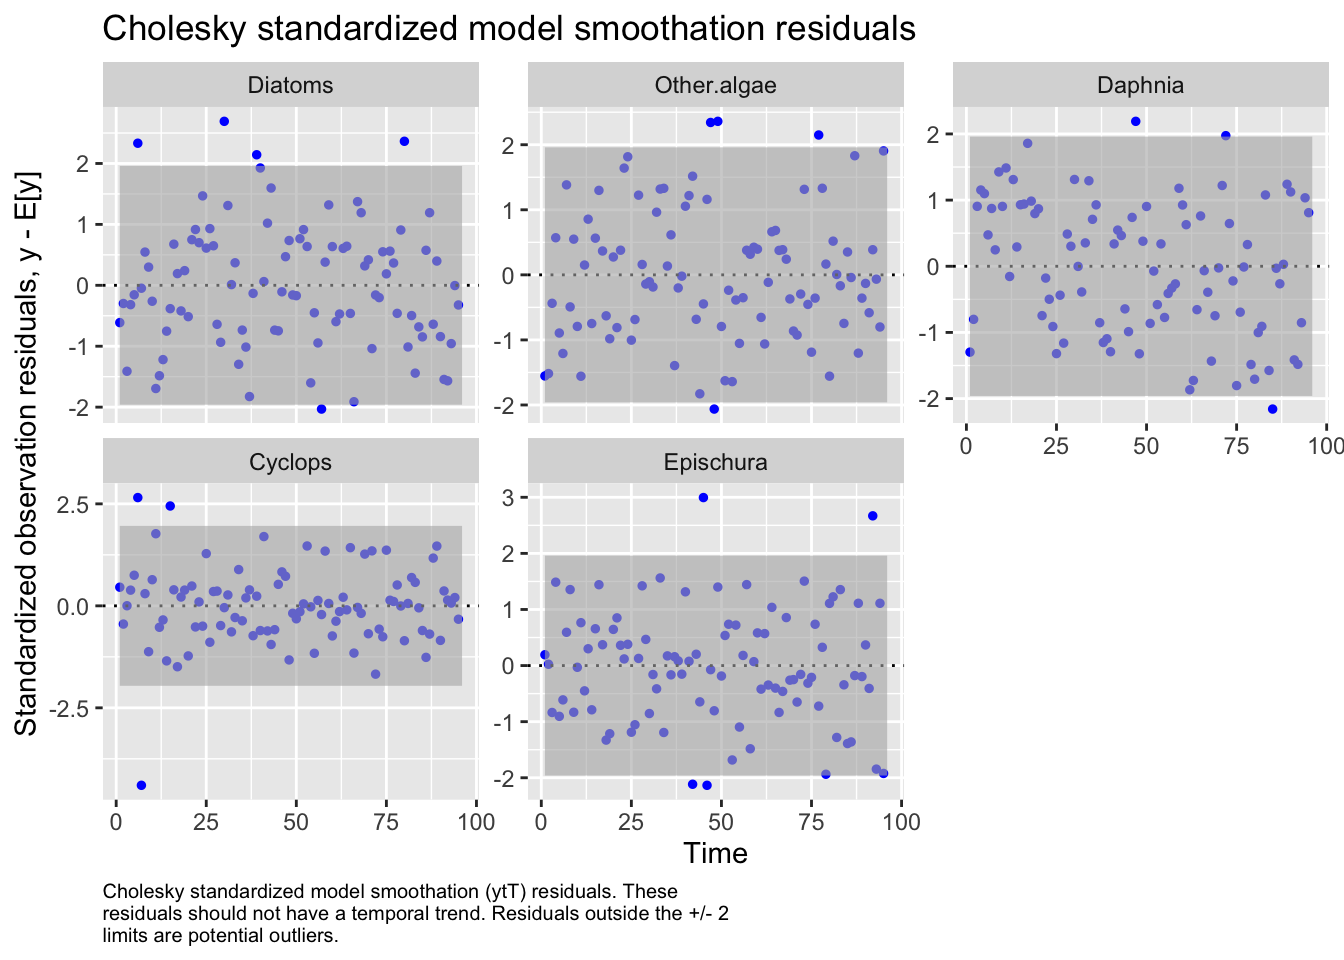 Cholesky standardized model smoothation residuals
Diatoms
Other.algae
Daphnia
2
1
0
-1
-2
2
1
0
-1
-2
2
1
0
-1
-2
0 25 50 75 100
Cyclops
Epischura
2.5
0.0
-2.5
3
2
1
0
-1
-2
0 25 50 75 100
0 25 50 75 100
Standardized observation residuals, y - E[y]
Time
Cholesky standardized model smoothation (ytT) residuals. These
residuals should not have a temporal trend. Residuals outside the +/- 2
limits are potential outliers.